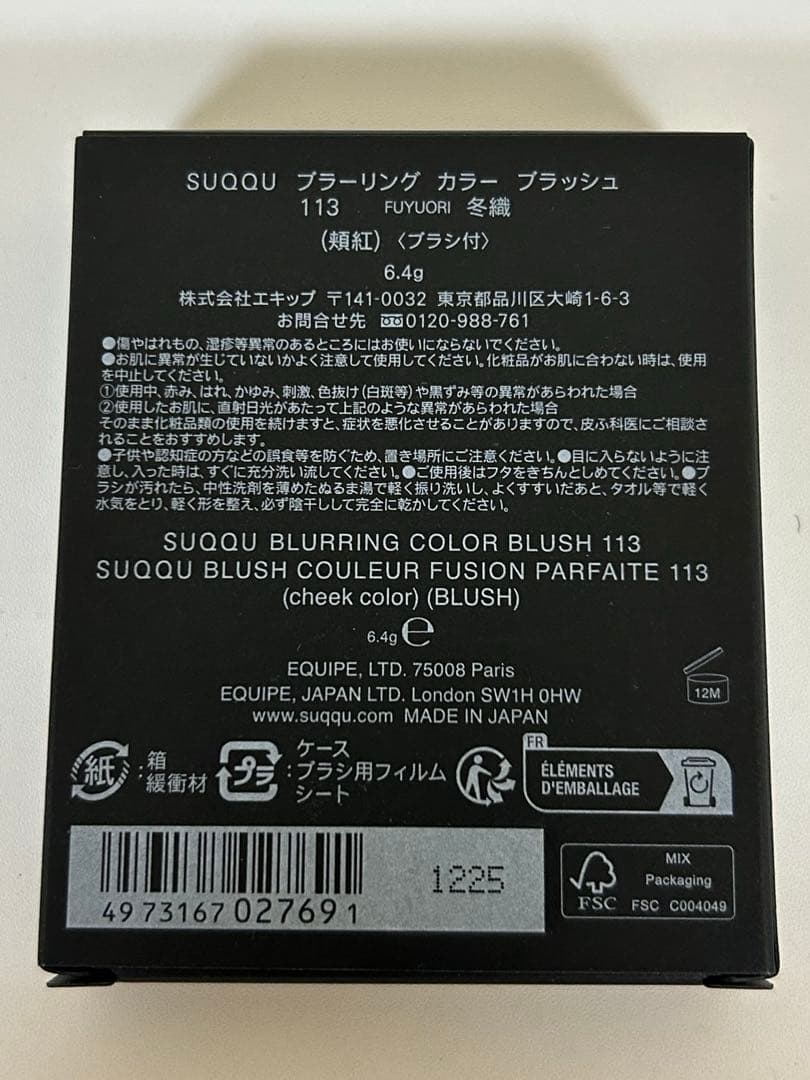 SUQQU ブラーリング カラー ブラッシュ
113 FUYUORI 冬織
(頰紅)〈ブラシ付〉
6.4g
株式会社エキップ 〒141-0032 東京都品川区大崎1-6-3
お問合せ先 0120-988-761
●傷やはれもの、湿疹等異常のあるところにはお使いにならないでください。
●お肌に異常が生じていないかよく注意して使用してください。化粧品がお肌に合わない時は、使用
を中止してください。
①使用中、赤み、はれ、かゆみ、刺激、色抜け(白斑等)や黒ずみ等の異常があらわれた場合
②使用したお肌に、直射日光があたって上記のような異常があらわれた場合
そのまま化粧品類の使用を続けますと、症状を悪化させることがありますので、皮ふ科医にご相談さ
れることをおすすめします。
●子供や認知症の方などの誤食等を防ぐため、置き場所にご注意ください。●目に入らないように注
意し、入った時は、すぐに充分洗い流してください。●ご使用後はフタをきちんとしめてください。●ブ
ラシが汚れたら、中性洗剤を薄めたぬるま湯で軽く振り洗いし、よくすすいだあと、タオル等で軽く
水気をとり、軽く形を整え、必ず陰干しして完全に乾かしてください。
SUQQU BLURRING COLOR BLUSH 113
SUQQU BLUSH COULEUR FUSION PARFAITE 113
(cheek color) (BLUSH)
6.4g ℮
EQUIPE, LTD. 75008 Paris
EQUIPE, JAPAN LTD. London SW1H 0HW
www.suqqu.com MADE IN JAPAN
12M
紙 : 箱
緩衝材
プラ : ケース
ブラシ用フィルム
シート
FR
ÉLÉMENTS
D'EMBALLAGE
4973167027691
1225
FSC
MIX
Packaging
FSC C004049